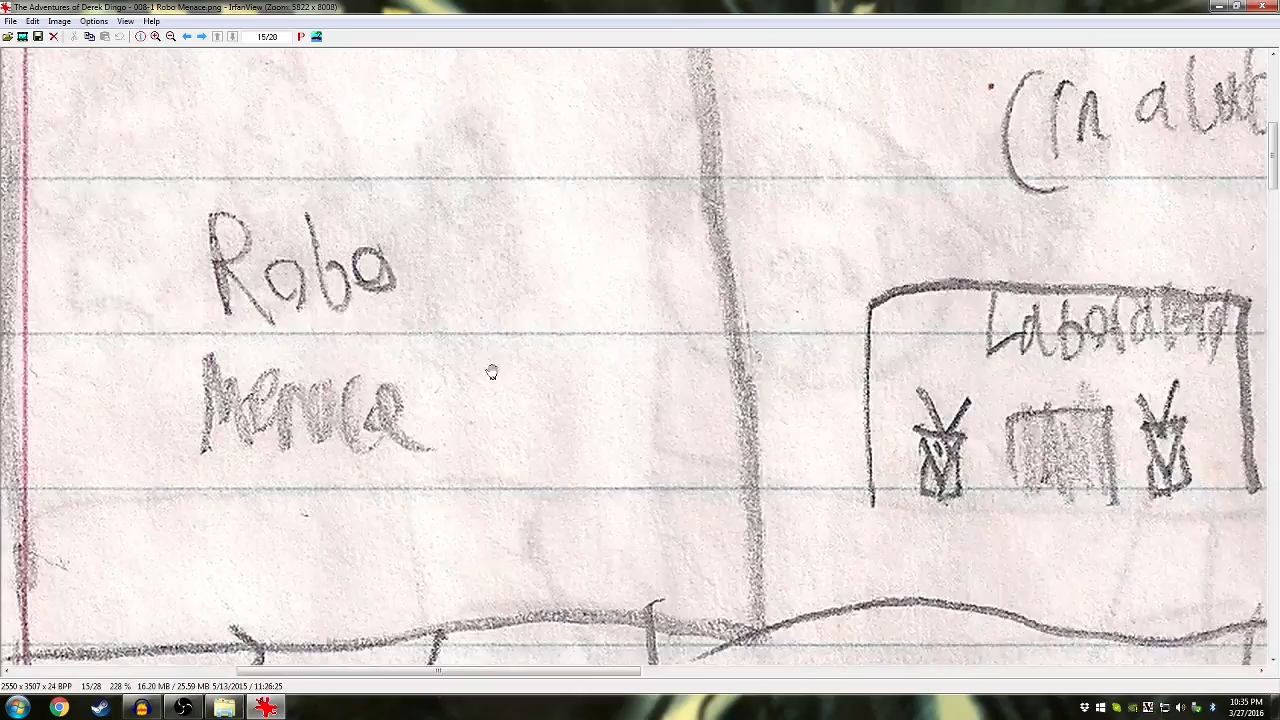 The Adventures of Derek Dingo - 008-1 Robo Menace.png - IrfanView (Zoom: 5822 x 8008)
File Edit Image Options View Help
15/28
(In a
Robo
Menace
Laboratory
2550 x 3507 x 24 BPP 15/28 228 % 16.20 MB / 25.59 MB 5/13/2015 / 11:26:25
10:35 PM
3/27/2016